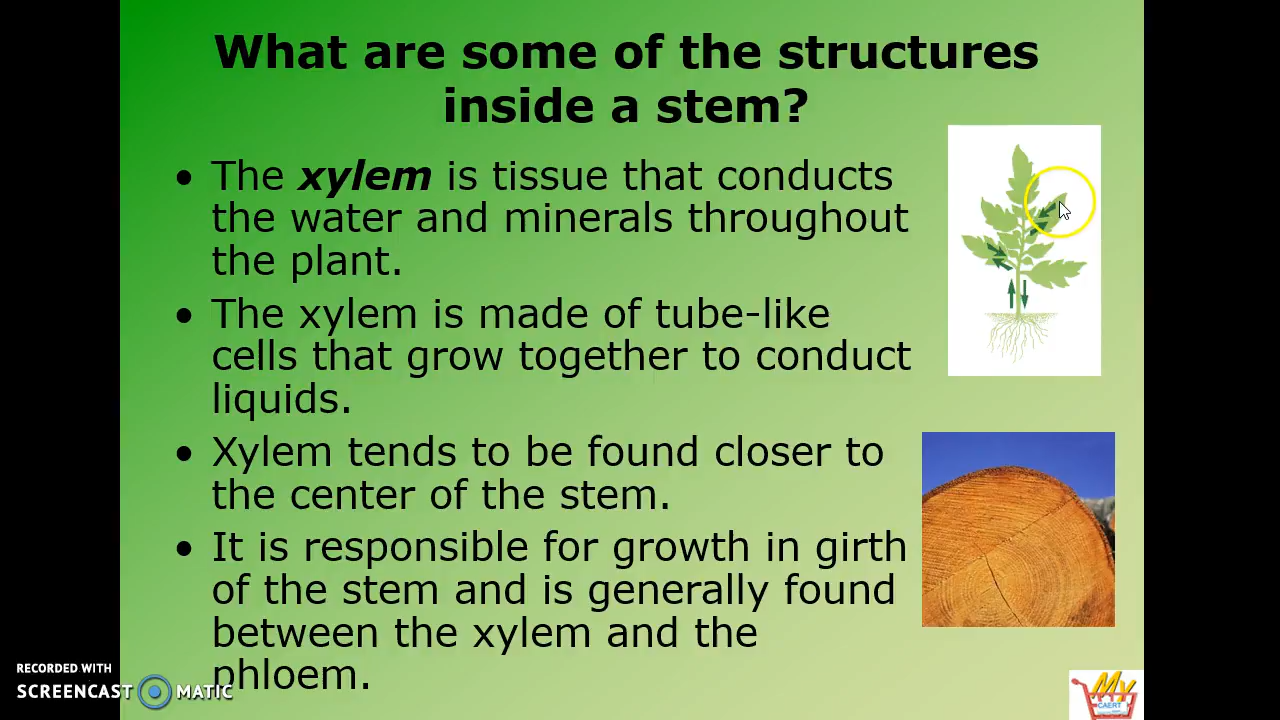 What are some of the structures
inside a stem?
• The xylem is tissue that conducts
the water and minerals throughout
the plant.
• The xylem is made of tube-like
cells that grow together to conduct
liquids.
• Xylem tends to be found closer to
the center of the stem.
• It is responsible for growth in girth
of the stem and is generally found
between the xylem and the
phloem.
RECORDED WITH
SCREENCAST MATIC
My
CAERT